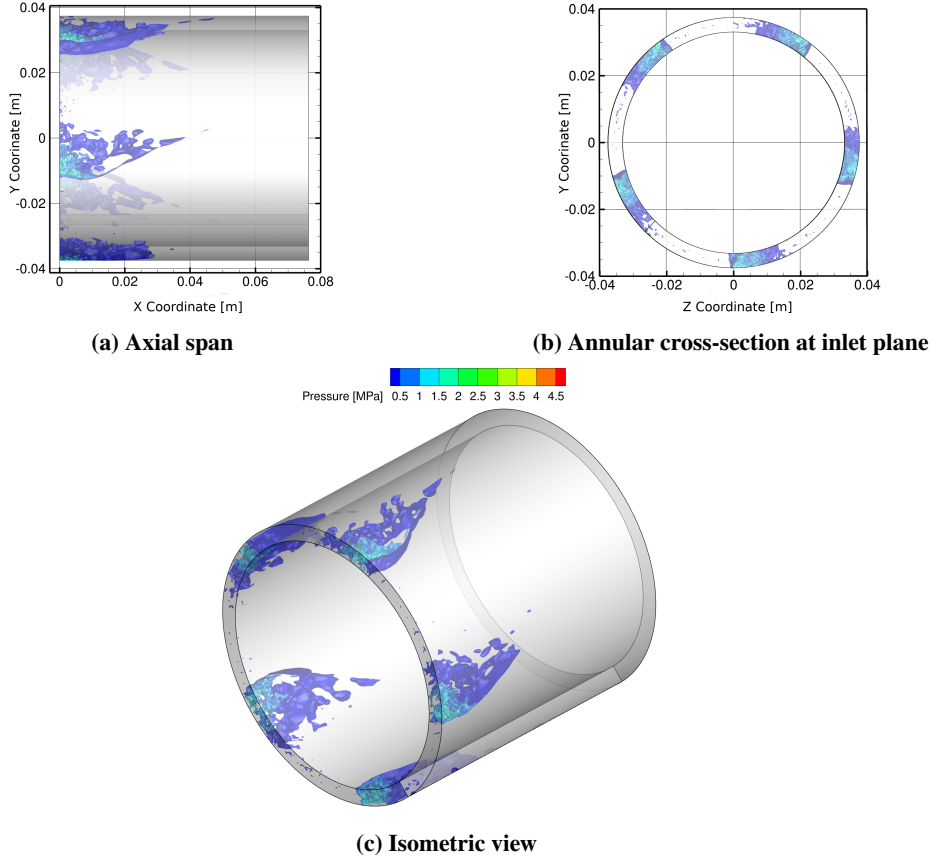 0.04
0.02
0
-0.02
-0.04
Y Coorinate [m]
0
0.02
0.04
0.06
0.08
X Coordinate [m]
(a) Axial span
0.04
0.02
0
-0.02
-0.04
Y Coorinate [m]
-0.04
-0.02
0
0.02
0.04
Z Coordinate [m]
(b) Annular cross-section at inlet plane
Pressure [MPa] 0.5 1 1.5 2 2.5 3 3.5 4 4.5
(c) Isometric view